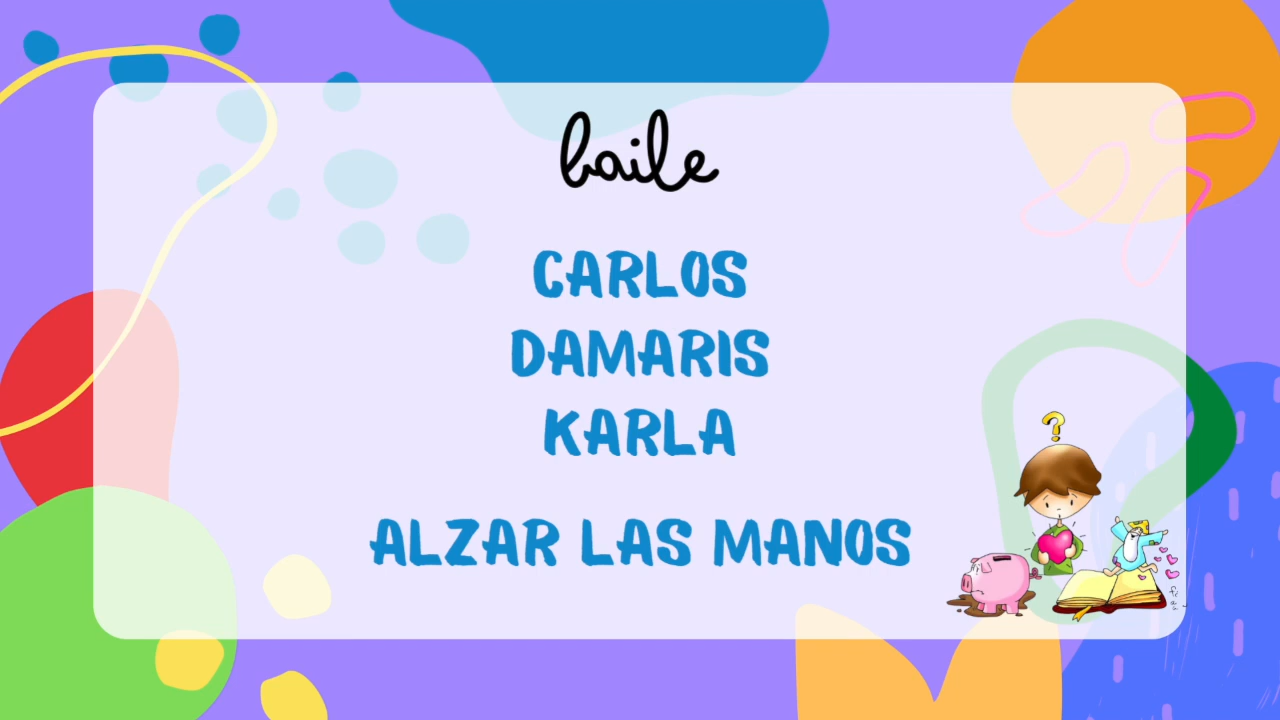 baile
CARLOS
DAMARIS
KARLA
ALZAR LAS MANOS
?